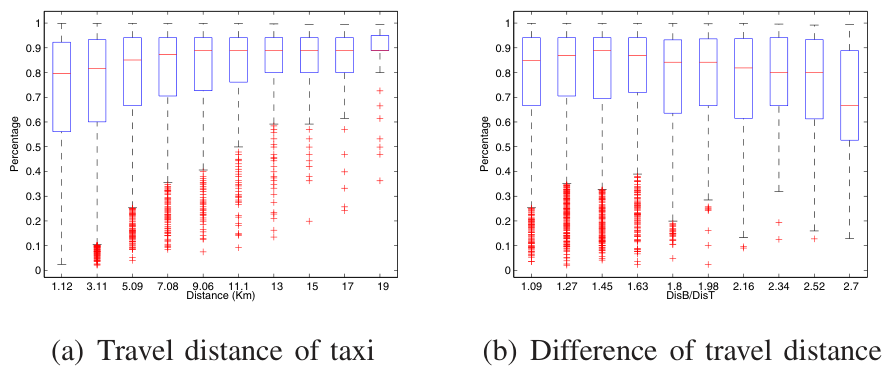 1
0.9
0.8
0.7
0.6
0.5
0.4
0.3
0.2
0.1
0
Percentage
1.12 3.11 5.09 7.08 9.06 11.1 13 15 17 19
Distance (Km)
(a) Travel distance of taxi
1
0.9
0.8
0.7
0.6
0.5
0.4
0.3
0.2
0.1
0
Percentage
1.09 1.27 1.45 1.63 1.8 1.98 2.16 2.34 2.52 2.7
DisB/DisT
(b) Difference of travel distance